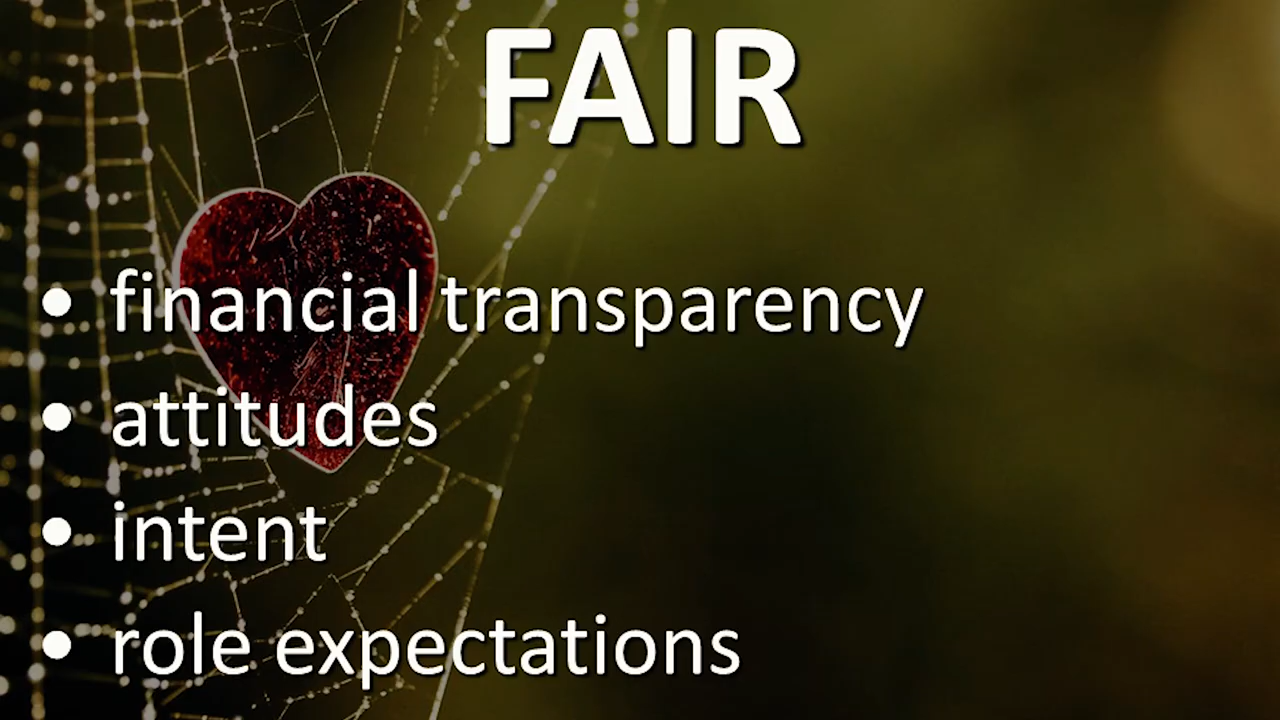 FAIR
• financial transparency
• attitudes
• intent
• role expectations